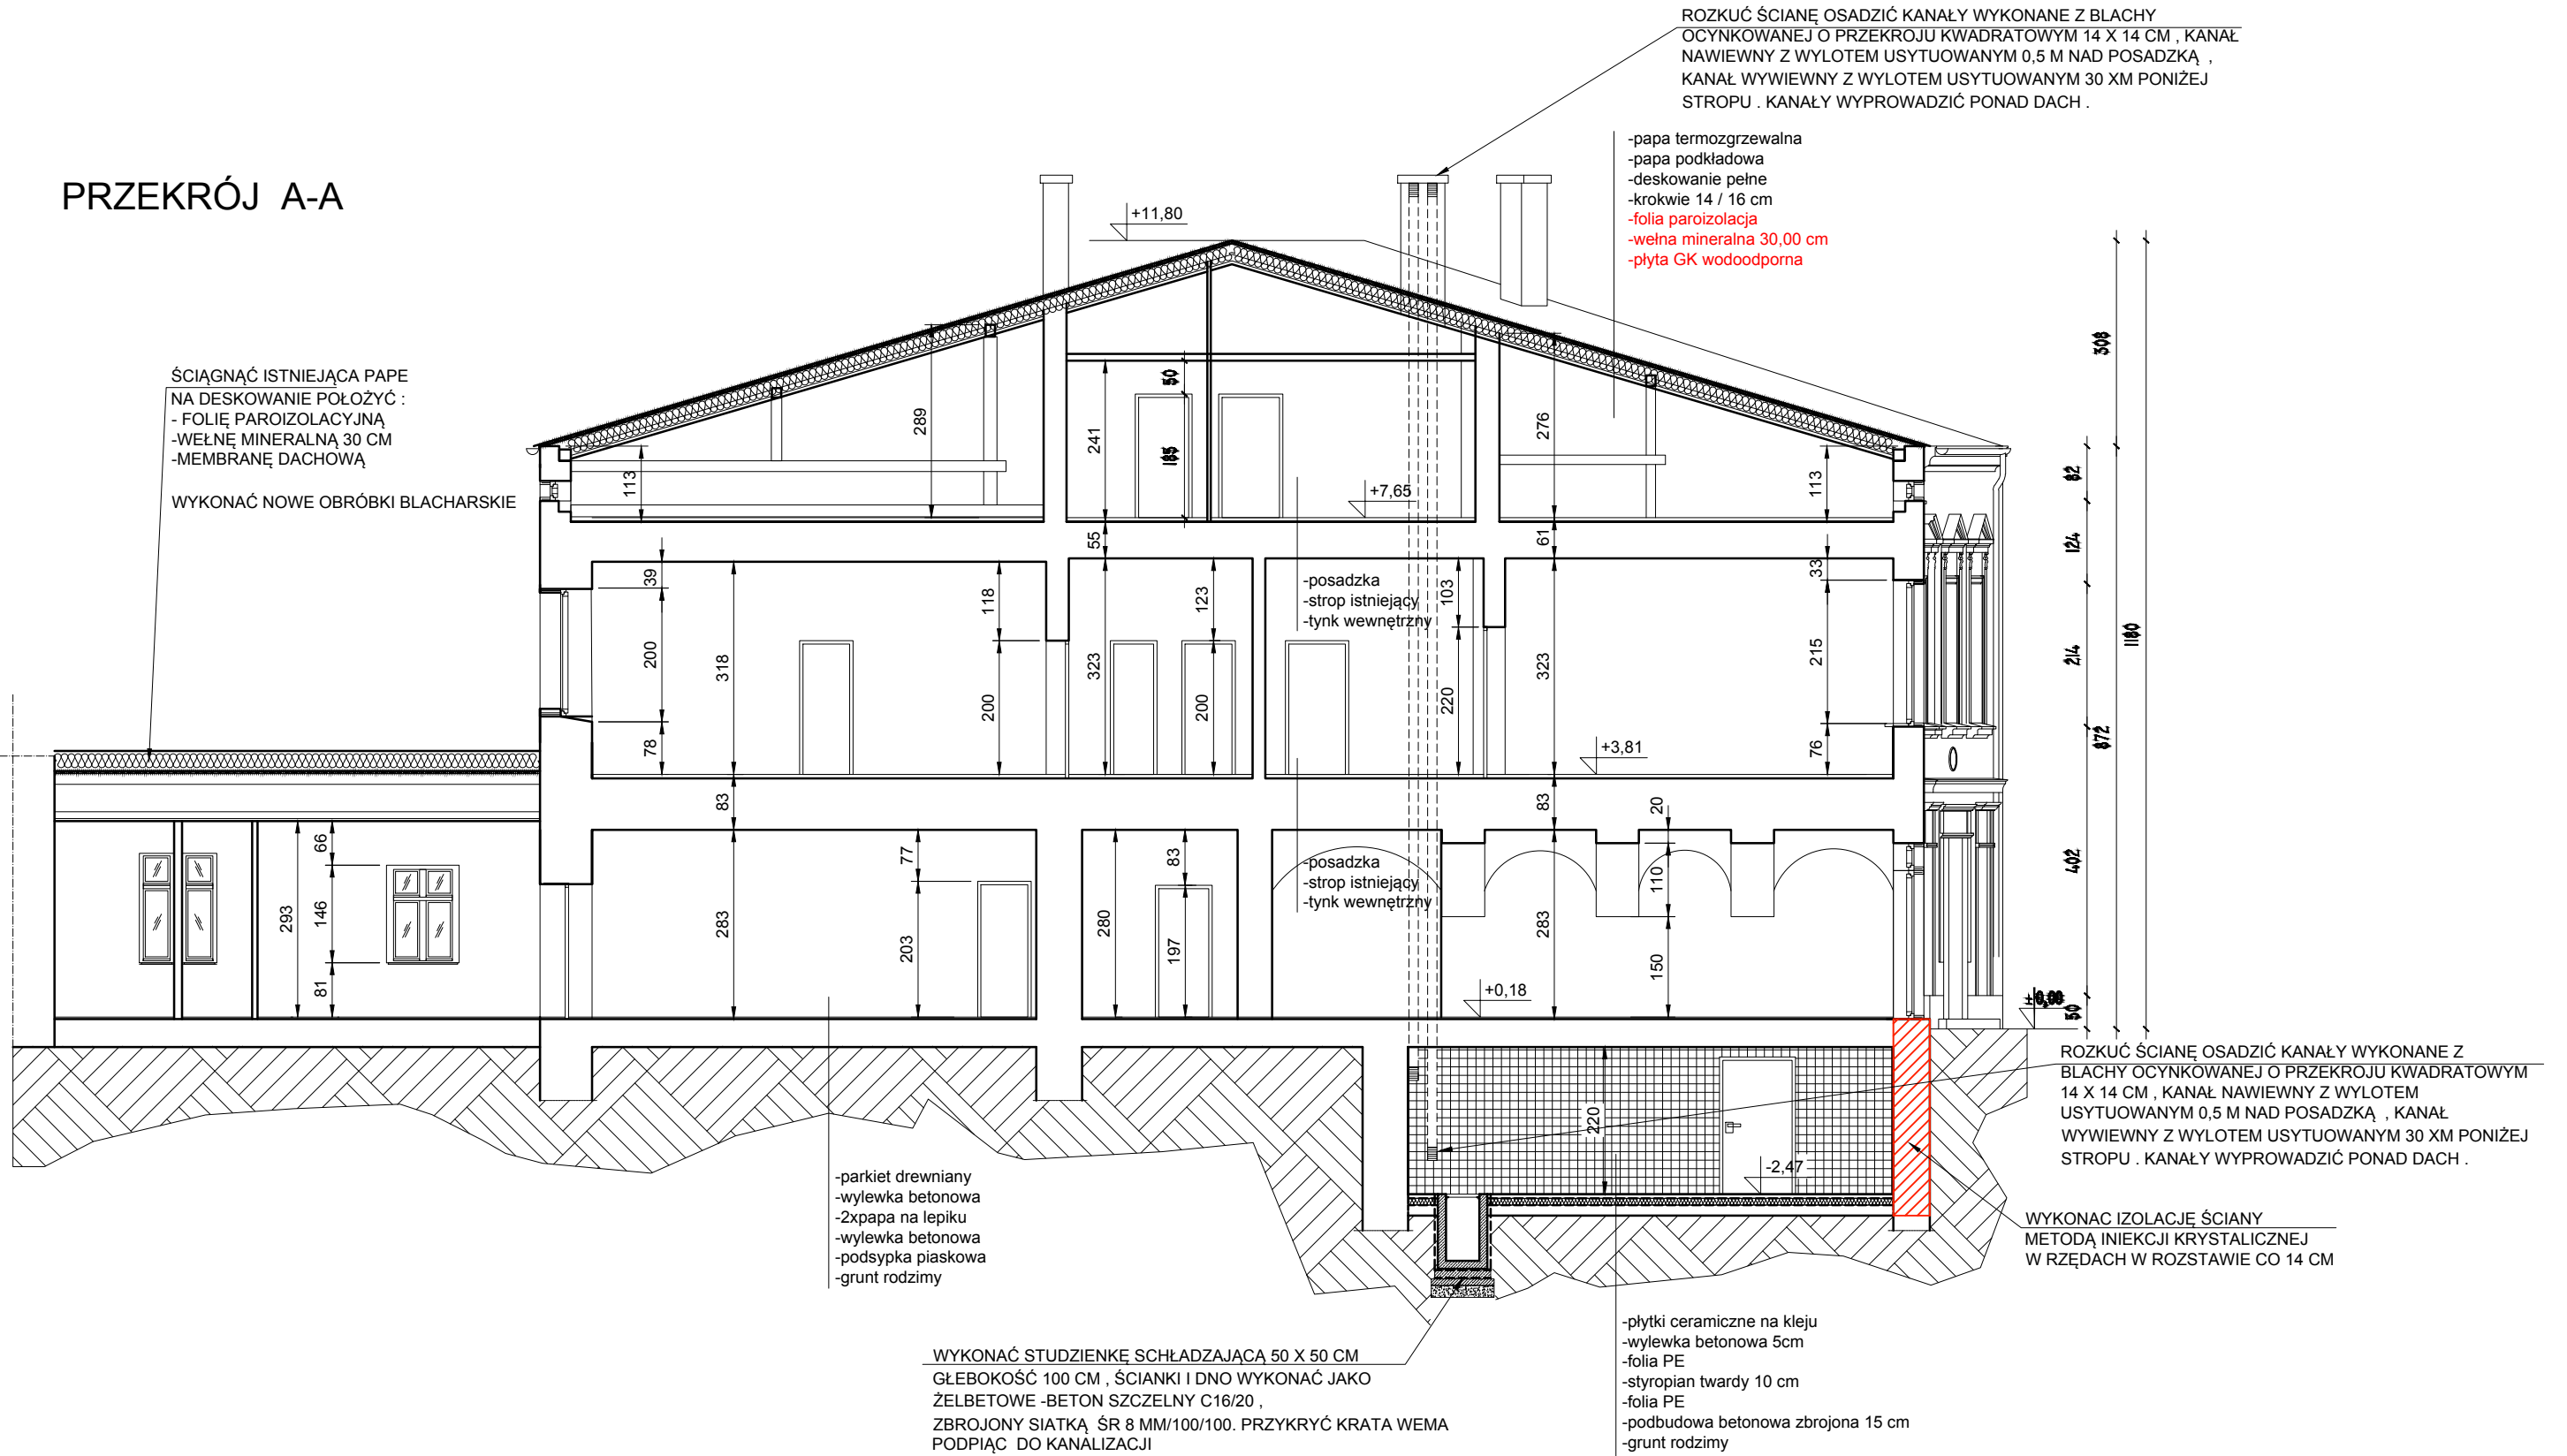 ROZKUĆ ŚCIANĘ OSADZIĆ KANAŁY WYKONANE Z BLACHY
OCYNKOWANEJ O PRZEKROJU KWADRATOWYM 14 X 14 CM , KANAŁ
NAWIEWNY Z WYLOTEM USYTUOWANYM 0,5 M NAD POSADZKĄ ,
KANAŁ WYWIEWNY Z WYLOTEM USYTUOWANYM 30 XM PONIŻEJ
STROPU . KANAŁY WYPROWADZIĆ PONAD DACH .
-papa termozgrzewalna
-papa podkładowa
-deskowanie pełne
-krokwie 14 / 16 cm
-folia paroizolacja
-wełna mineralna 30,00 cm
-płyta GK wodoodporna
PRZEKRÓJ A-A
+11,80
ŚCIĄGNĄĆ ISTNIEJĄCA PAPE
NA DESKOWANIE POŁOŻYĆ :
- FOLIĘ PAROIZOLACYJNĄ
-WEŁNĘ MINERALNĄ 30 CM
-MEMBRANĘ DACHOWĄ
WYKONAĆ NOWE OBRÓBKI BLACHARSKIE
289
113
241
50
185
276
113
+7,65
308
82
124
214
872
1180
402
50
±0,00
55
61
39
200
78
318
118
200
323
123
200
-posadzka
-strop istniejący
-tynk wewnętrzny
103
220
323
33
215
76
+3,81
83
83
20
66
146
81
293
283
77
203
280
83
197
-posadzka
-strop istniejący
-tynk wewnętrzny
283
110
150
+0,18
220
-2,47
ROZKUĆ ŚCIANĘ OSADZIĆ KANAŁY WYKONANE Z
BLACHY OCYNKOWANEJ O PRZEKROJU KWADRATOWYM
14 X 14 CM , KANAŁ NAWIEWNY Z WYLOTEM
USYTUOWANYM 0,5 M NAD POSADZKĄ , KANAŁ
WYWIEWNY Z WYLOTEM USYTUOWANYM 30 XM PONIŻEJ
STROPU . KANAŁY WYPROWADZIĆ PONAD DACH .
-parkiet drewniany
-wylewka betonowa
-2xpapa na lepiku
-wylewka betonowa
-podsypka piaskowa
-grunt rodzimy
WYKONAC IZOLACJĘ ŚCIANY
METODĄ INIEKCJI KRYSTALICZNEJ
W RZĘDACH W ROZSTAWIE CO 14 CM
WYKONAĆ STUDZIENKĘ SCHŁADZAJĄCĄ 50 X 50 CM
GŁEBOKOŚĆ 100 CM , ŚCIANKI I DNO WYKONAĆ JAKO
ŻELBETOWE -BETON SZCZELNY C16/20 ,
ZBROJONY SIATKĄ ŚR 8 MM/100/100. PRZYKRYĆ KRATA WEMA
PODPIĄC DO KANALIZACJI
-płytki ceramiczne na kleju
-wylewka betonowa 5cm
-folia PE
-styropian twardy 10 cm
-folia PE
-podbudowa betonowa zbrojona 15 cm
-grunt rodzimy